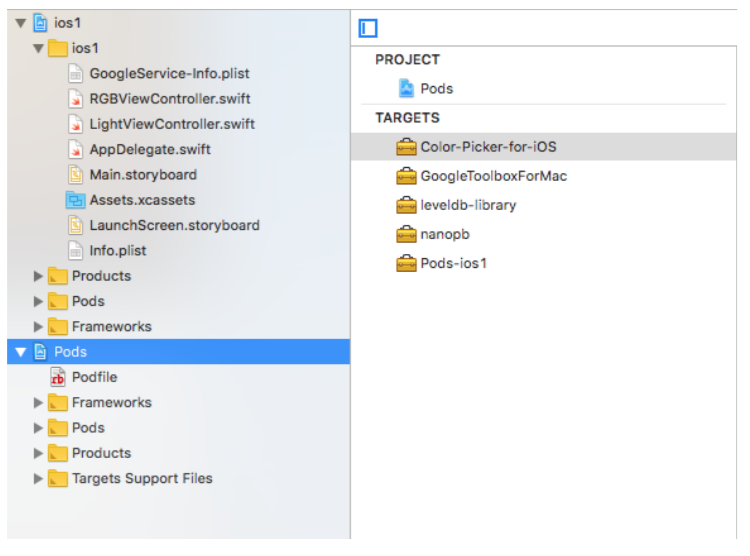 ios1
ios1
GoogleService-Info.plist
RGBViewController.swift
LightViewController.swift
AppDelegate.swift
Main.storyboard
Assets.xcassets
LaunchScreen.storyboard
Info.plist
Products
Pods
Frameworks
Pods
rb Podfile
Frameworks
Pods
Products
Targets Support Files
PROJECT
Pods
TARGETS
Color-Picker-for-iOS
GoogleToolboxForMac
leveldb-library
nanopb
Pods-ios1